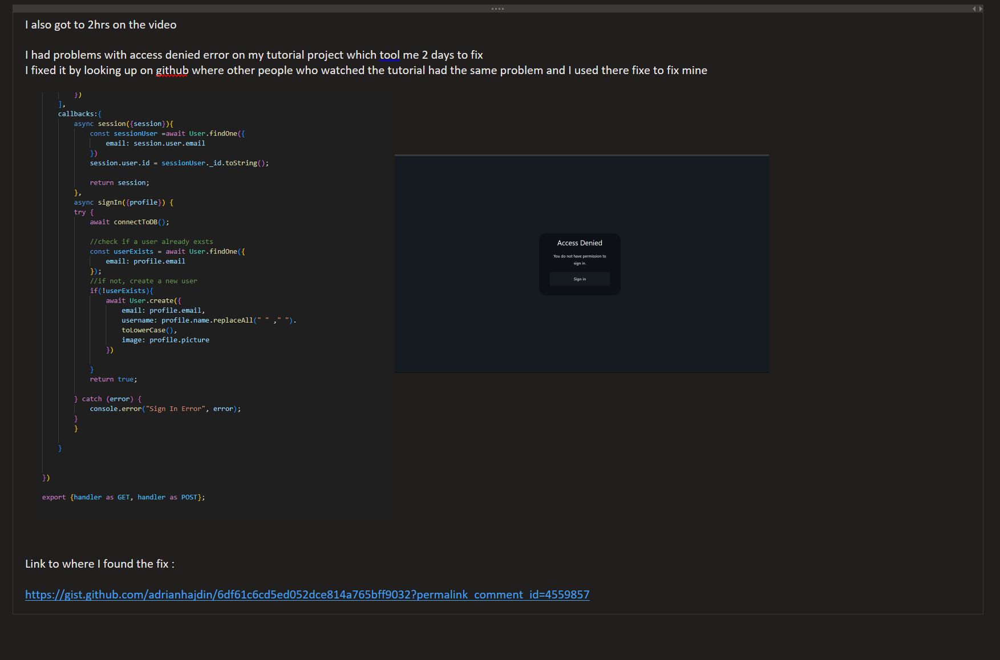 I also got to 2hrs on the video
I had problems with access denied error on my tutorial project which tool me 2 days to fix
I fixed it by looking up on github where other people who watched the tutorial had the same problem and I used there fixe to fix mine
})
],
callbacks:{
async session({session}){
const sessionUser =await User.findOne({
email: session.user.email
})
session.user.id = sessionUser._id.toString();
return session;
},
async signIn({profile}) {
try {
await connectToDB();
//check if a user already exsts
const userExists = await User.findOne({
email: profile.email
});
//if not, create a new user
if(!userExists){
await User.create({
email: profile.email,
username: profile.name.replaceAll(" " ," ").
toLowerCase(),
image: profile.picture
})
}
return true;
} catch (error) {
console.error("Sign In Error", error);
}
}
}
})
export {handler as GET, handler as POST};
Access Denied
You do not have permission to
sign in.
Sign in
Link to where I found the fix :
https://gist.github.com/adrianhajdin/6df61c6cd5ed052dce814a765bff9032?permalink_comment_id=4559857